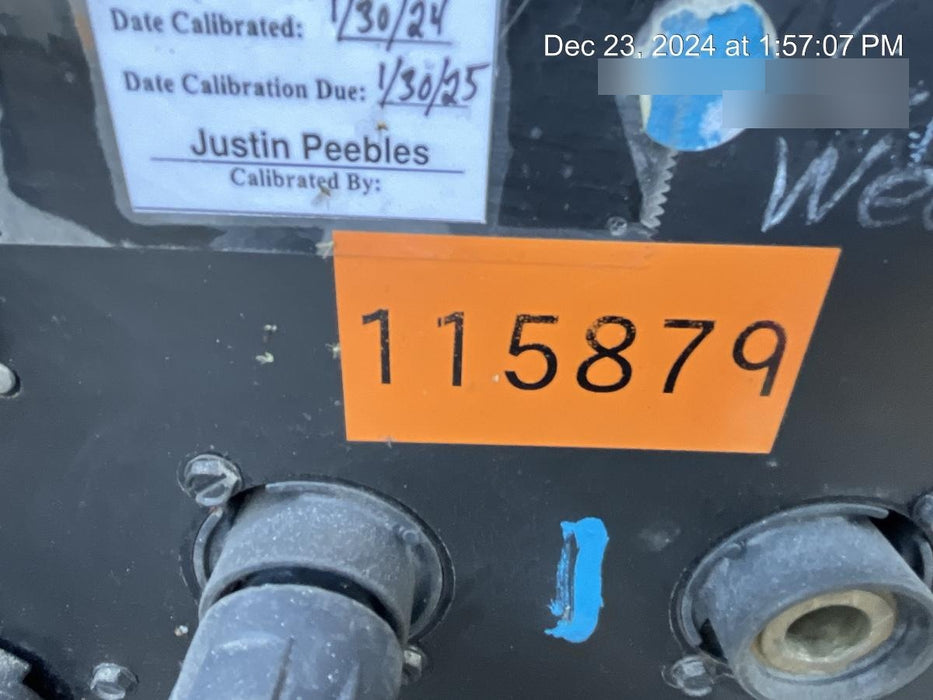 Date Calibrated: 1/30/24
Dec 23, 2024 at 1:57:07 PM
Date Calibration Due: 1/30/25
Justin Peebles
Calibrated By:
115879